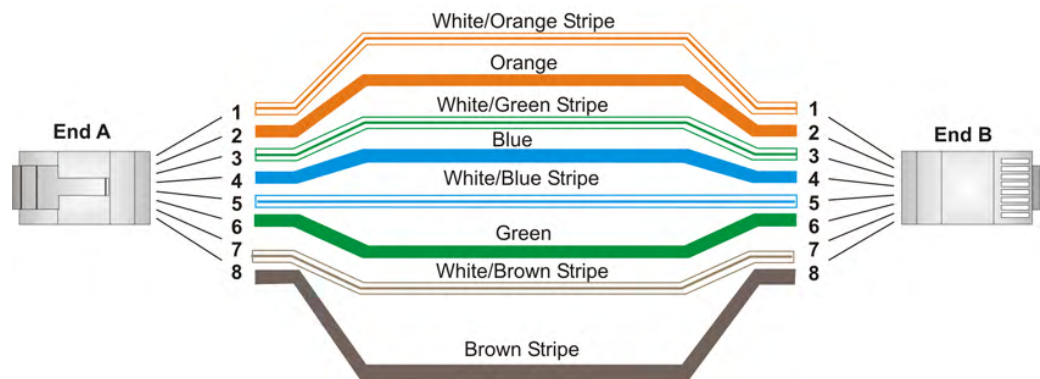 White/Orange Stripe
Orange
White/Green Stripe
Blue
White/Blue Stripe
Green
White/Brown Stripe
Brown Stripe
End A
1
2
3
4
5
6
7
8
End B
1
2
3
4
5
6
7
8